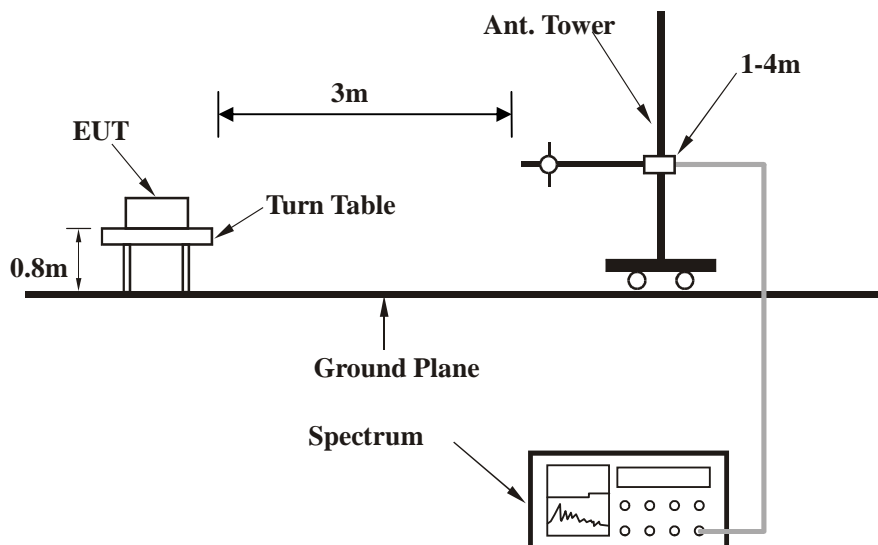 Ant. Tower
1-4m
3m
EUT
Turn Table
0.8m
Ground Plane
Spectrum